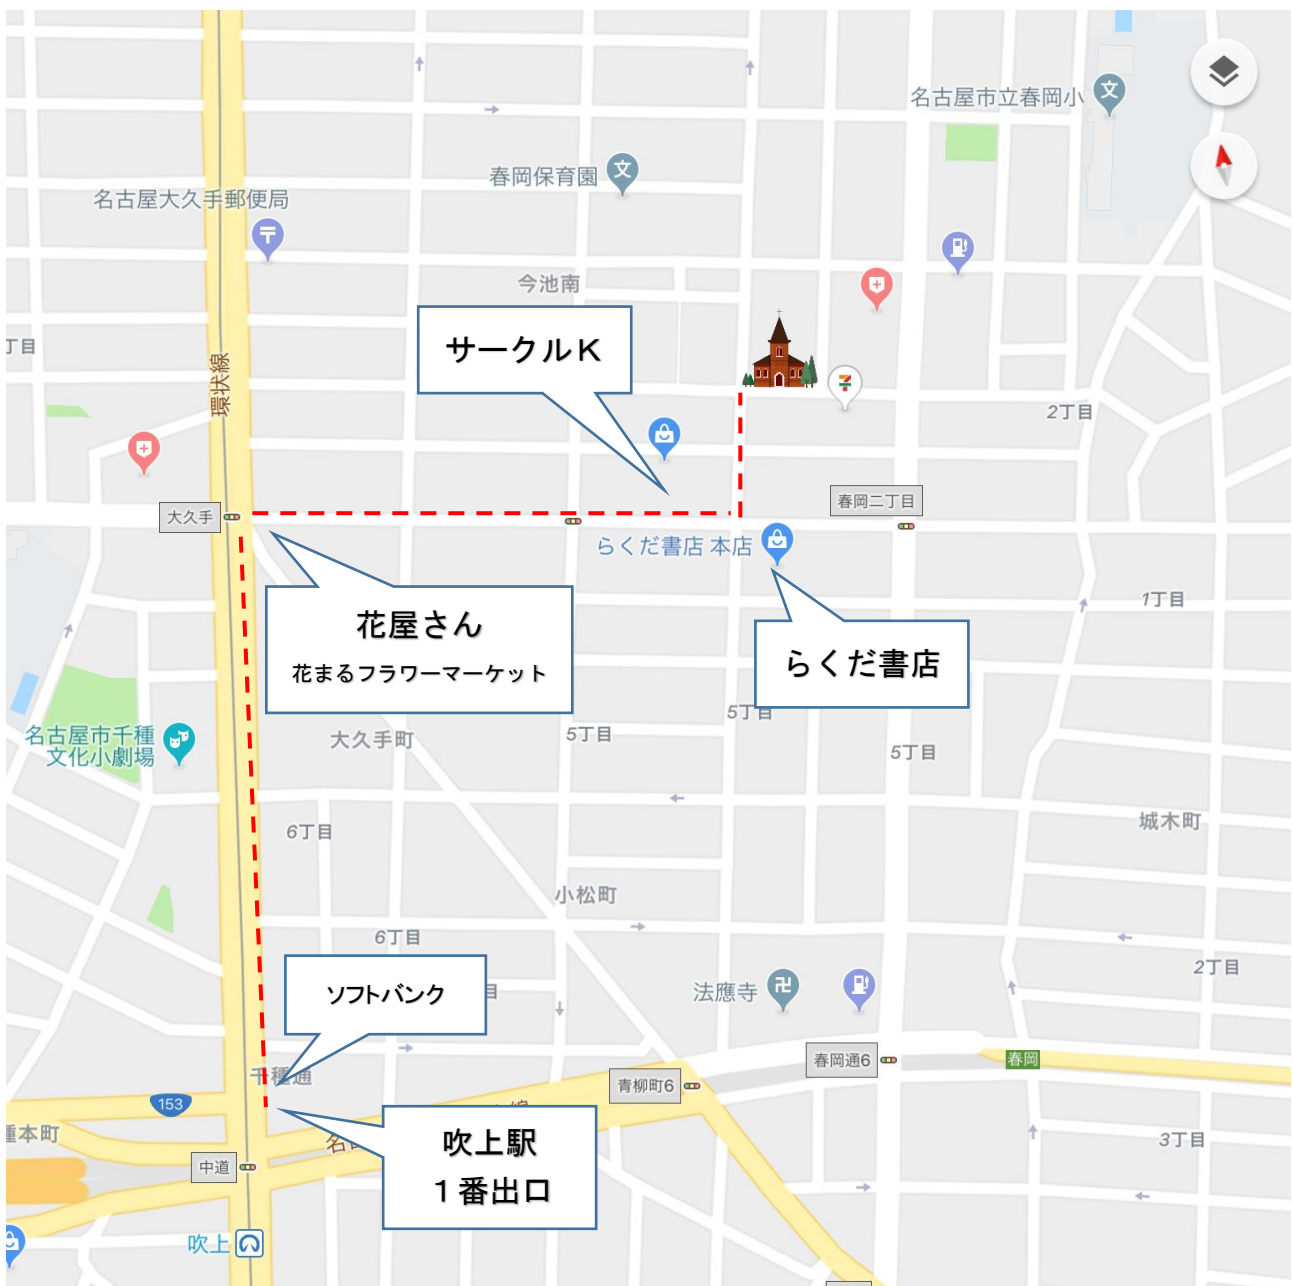 名古屋市立春岡小
春岡保育園
名古屋大久手郵便局
今池南
サークルK
丁目
環状線
7
2丁目
大久手
春岡二丁目
らくだ書店 本店
花屋さん
花まるフラワーマーケット
1丁目
らくだ書店
5丁目
名古屋市千種
文化小劇場
大久手町
5丁目
5丁目
6丁目
城木町
小松町
6丁目
2丁目
ソフトバンク
目
法應寺
春岡通6
春岡
千種通
青柳町6
153
線
種本町
名古
吹上駅
1番出口
3丁目
中道
吹上